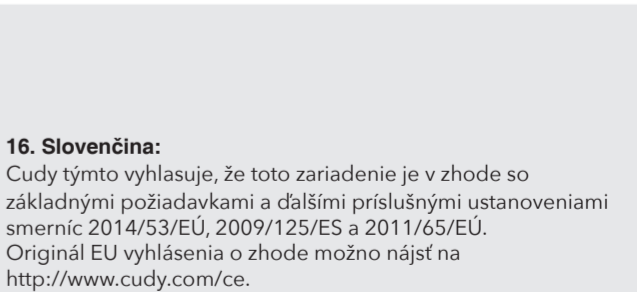 16. Slovenčina:
Cudy týmto vyhlasuje, že toto zariadenie je v zhode so
základnými požiadavkami a ďalšími príslušnými ustanoveniami
smerníc 2014/53/EÚ, 2009/125/ES a 2011/65/EÚ.
Originál EU vyhlásenia o zhode možno nájsť na
http://www.cudy.com/ce.